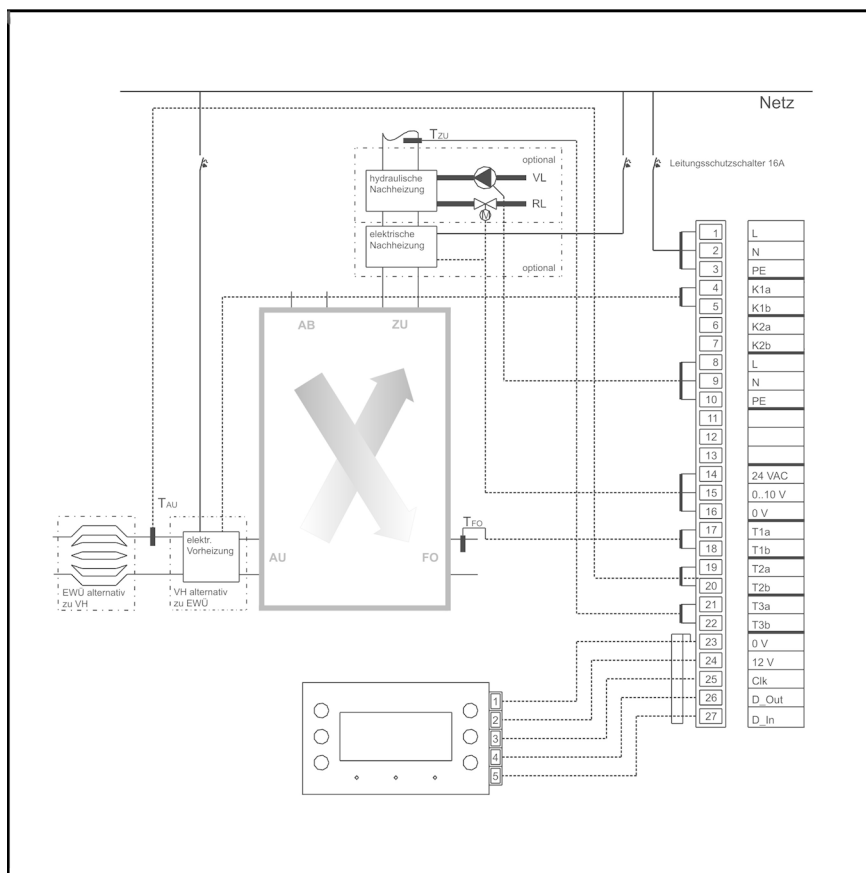 Netz
TZU
optional
hydraulische
Nachheizung
VL
RL
M
elektrische
Nachheizung
optional
Leitungsschutzschalter 16A
AB
ZU
AU
FO
TAU
TFO
elektr.
Vorheizung
EWÜ alternativ
zu VH
VH alternativ
zu EWÜ
1 L
2 N
3 PE
4 K1a
5 K1b
6 K2a
7 K2b
8 L
9 N
10 PE
11
12
13
14 24 VAC
15 0..10 V
16 0 V
17 T1a
18 T1b
19 T2a
20 T2b
21 T3a
22 T3b
23 0 V
24 12 V
25 Clk
26 D_Out
27 D_In
1
2
3
4
5